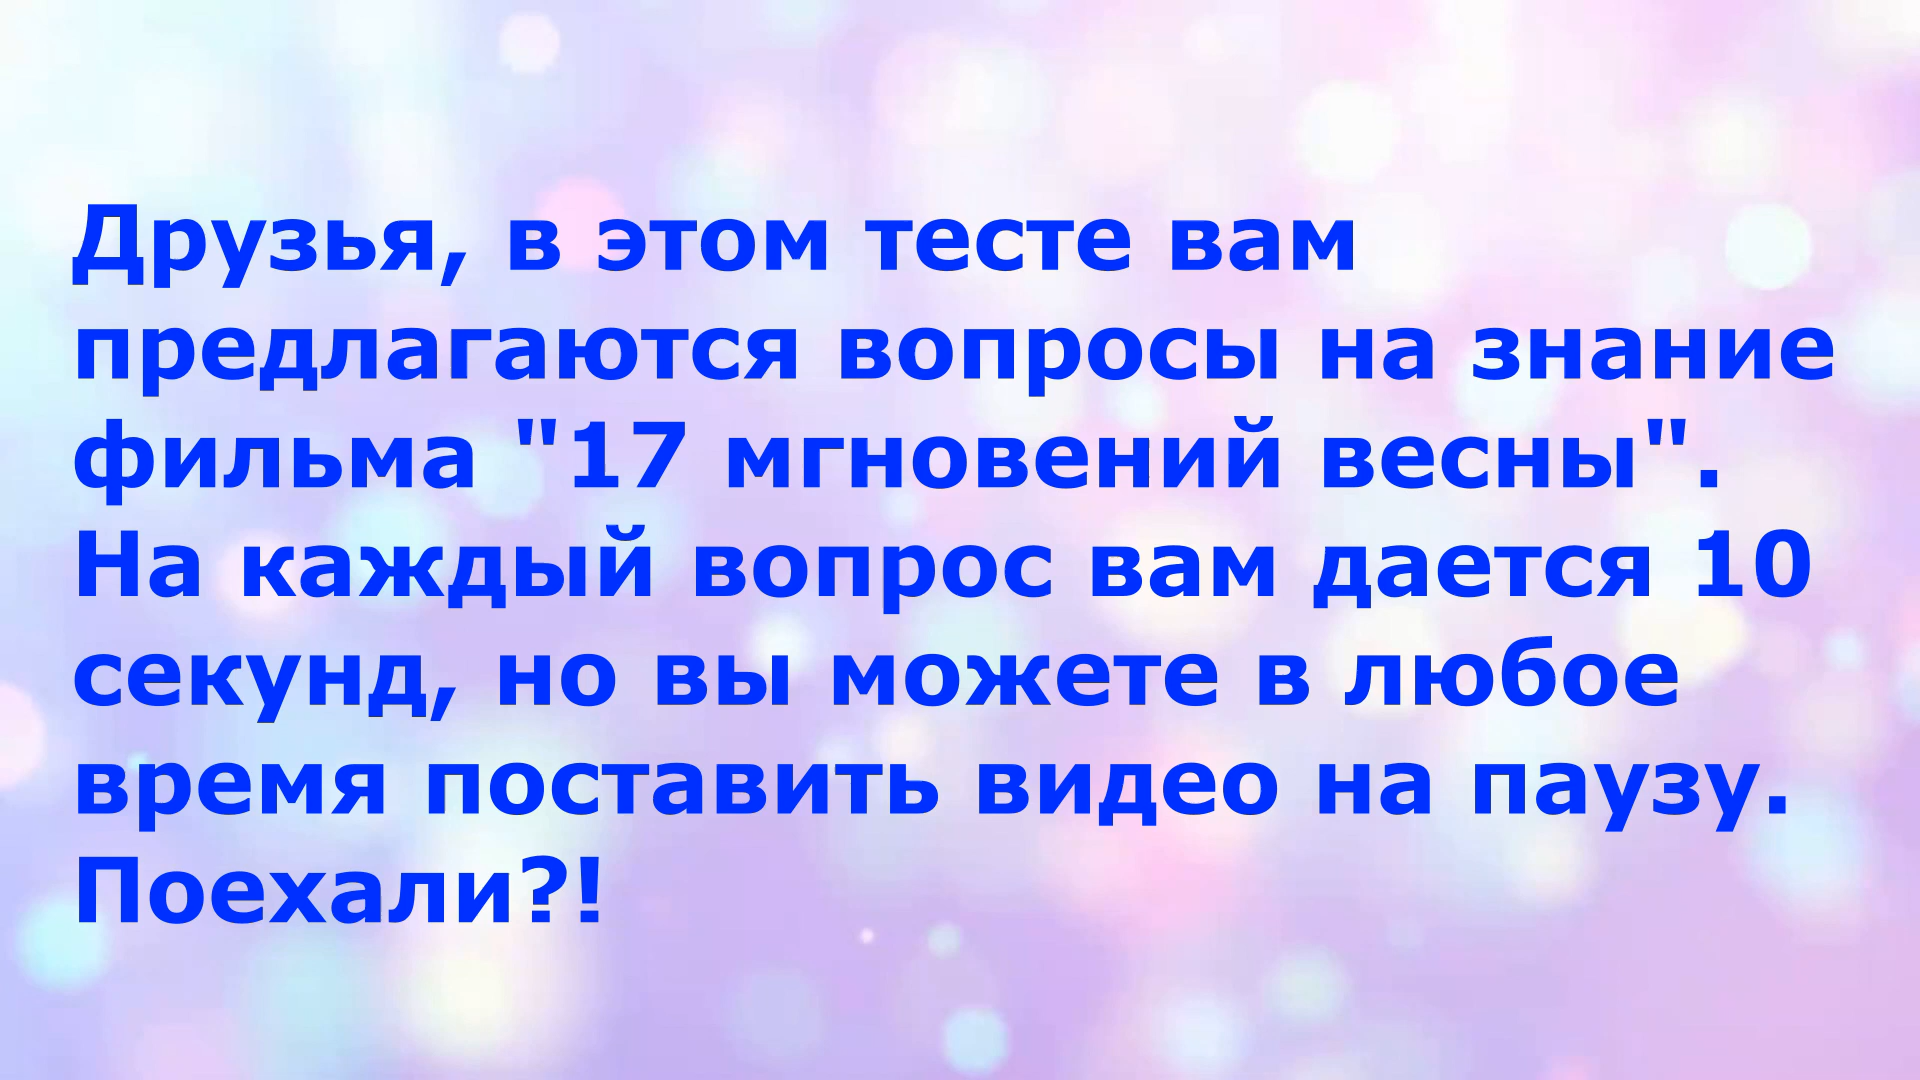 Друзья, в этом тесте вам
предлагаются вопросы на знание
фильма "17 мгновений весны".
На каждый вопрос вам дается 10
секунд, но вы можете в любое
время поставить видео на паузу.
Поехали?!